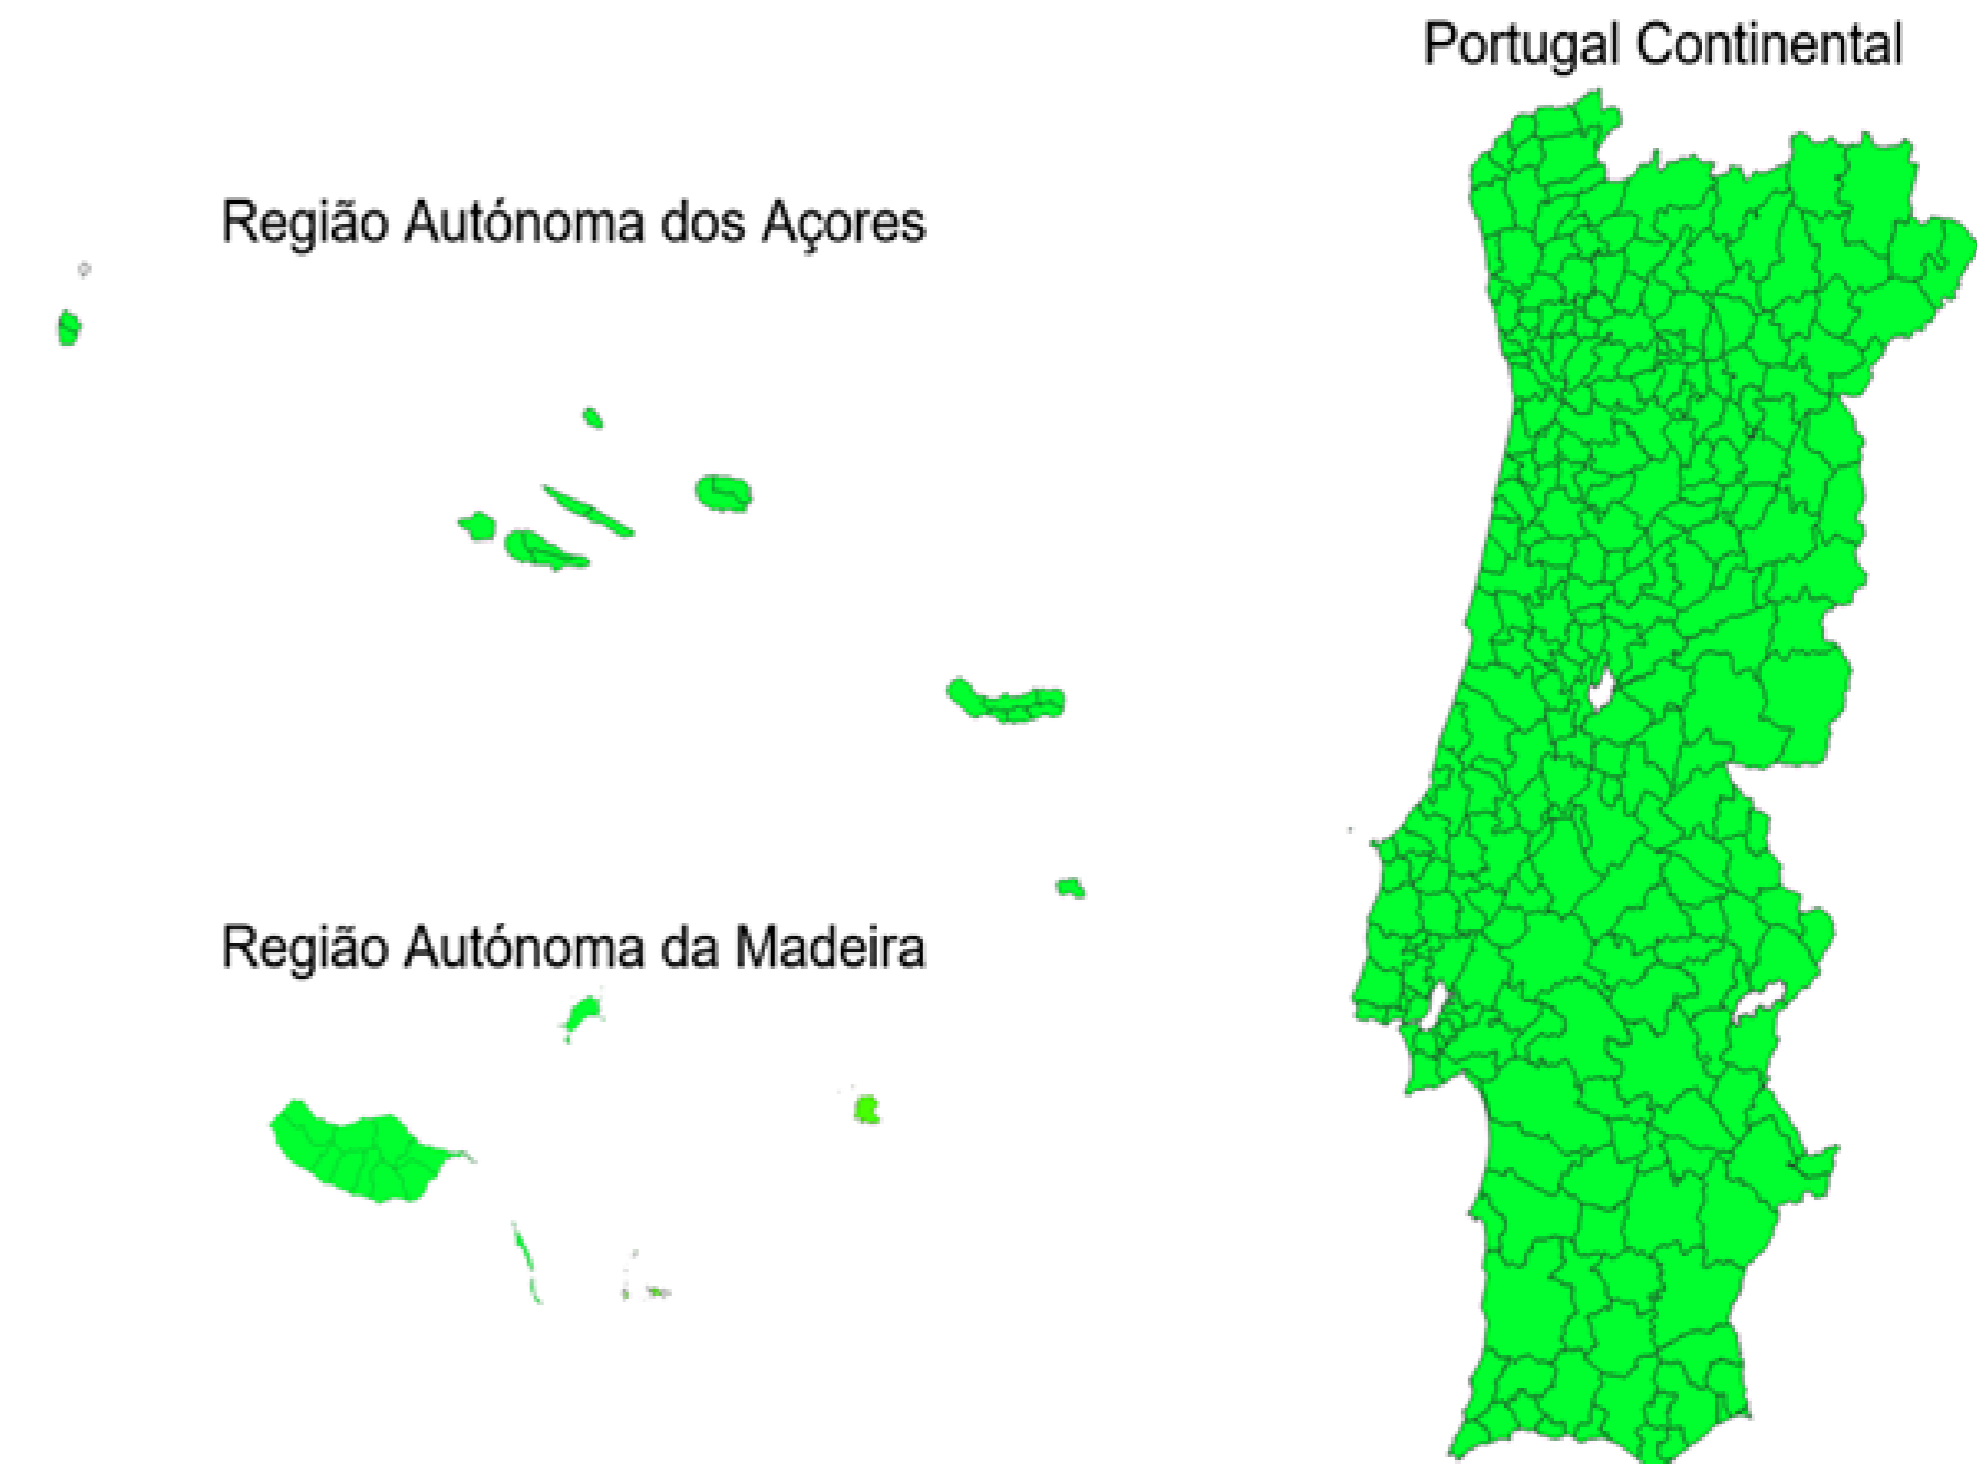 Portugal Continental
Região Autónoma dos Açores
Região Autónoma da Madeira